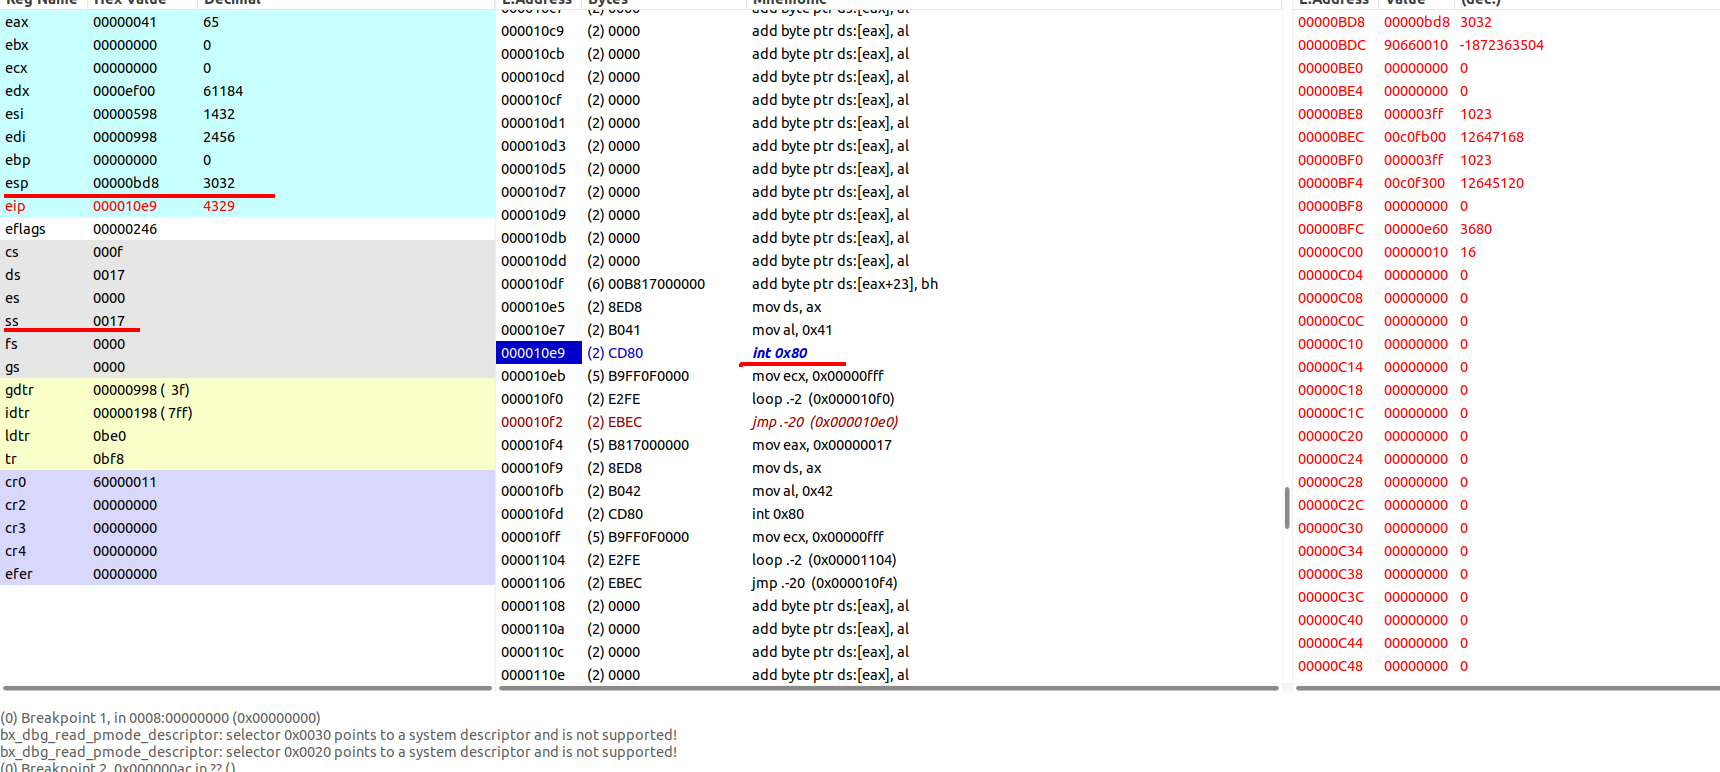 Reg Name Hex Value Decimal
eax 00000041 65
ebx 00000000 0
ecx 00000000 0
edx 0000ef00 61184
esi 00000598 1432
edi 00000998 2456
ebp 00000000 0
esp 00000bd8 3032
eip 000010e9 4329
eflags 00000246
cs 000f
ds 0017
es 0000
ss 0017
fs 0000
gs 0000
gdtr 00000998 ( 3f)
idtr 00000198 ( 7ff)
ldtr 0be0
tr 0bf8
cr0 60000011
cr2 00000000
cr3 00000000
cr4 00000000
efer 00000000
L.Address Bytes Mnemonic
000010c7 (2) 0000 add byte ptr ds:[eax], al
000010c9 (2) 0000 add byte ptr ds:[eax], al
000010cb (2) 0000 add byte ptr ds:[eax], al
000010cd (2) 0000 add byte ptr ds:[eax], al
000010cf (2) 0000 add byte ptr ds:[eax], al
000010d1 (2) 0000 add byte ptr ds:[eax], al
000010d3 (2) 0000 add byte ptr ds:[eax], al
000010d5 (2) 0000 add byte ptr ds:[eax], al
000010d7 (2) 0000 add byte ptr ds:[eax], al
000010d9 (2) 0000 add byte ptr ds:[eax], al
000010db (2) 0000 add byte ptr ds:[eax], al
000010dd (2) 0000 add byte ptr ds:[eax], al
000010df (6) 00B817000000 add byte ptr ds:[eax+23], bh
000010e5 (2) 8ED8 mov ds, ax
000010e7 (2) B041 mov al, 0x41
000010e9 (2) CD80 int 0x80
000010eb (5) B9FF0F0000 mov ecx, 0x00000fff
000010f0 (2) E2FE loop .-2 (0x000010f0)
000010f2 (2) EBEC jmp .-20 (0x000010e0)
000010f4 (5) B817000000 mov eax, 0x00000017
000010f9 (2) 8ED8 mov ds, ax
000010fb (2) B042 mov al, 0x42
000010fd (2) CD80 int 0x80
000010ff (5) B9FF0F0000 mov ecx, 0x00000fff
00001104 (2) E2FE loop .-2 (0x00001104)
00001106 (2) EBEC jmp .-20 (0x000010f4)
00001108 (2) 0000 add byte ptr ds:[eax], al
0000110a (2) 0000 add byte ptr ds:[eax], al
0000110c (2) 0000 add byte ptr ds:[eax], al
0000110e (2) 0000 add byte ptr ds:[eax], al
L.Address Value (dec.)
00000BD8 00000bd8 3032
00000BDC 90660010 -1872363504
00000BE0 00000000 0
00000BE4 00000000 0
00000BE8 000003ff 1023
00000BEC 00c0fb00 12647168
00000BF0 000003ff 1023
00000BF4 00c0f300 12645120
00000BF8 00000000 0
00000BFC 00000e60 3680
00000C00 00000010 16
00000C04 00000000 0
00000C08 00000000 0
00000C0C 00000000 0
00000C10 00000000 0
00000C14 00000000 0
00000C18 00000000 0
00000C1C 00000000 0
00000C20 00000000 0
00000C24 00000000 0
00000C28 00000000 0
00000C2C 00000000 0
00000C30 00000000 0
00000C34 00000000 0
00000C38 00000000 0
00000C3C 00000000 0
00000C40 00000000 0
00000C44 00000000 0
00000C48 00000000 0
(0) Breakpoint 1, in 0008:00000000 (0x00000000)
bx_dbg_read_pmode_descriptor: selector 0x0030 points to a system descriptor and is not supported!
bx_dbg_read_pmode_descriptor: selector 0x0020 points to a system descriptor and is not supported!
(0) Breakpoint 2, 0x000000ac in ?? ()